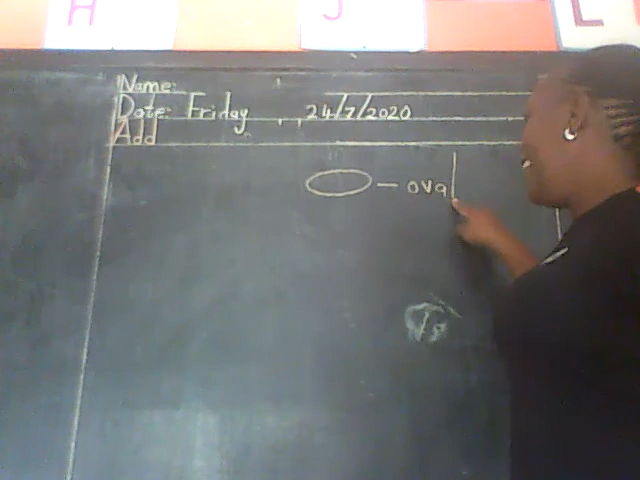 H J L
Name:
Date: Friday 24/7/2020
Add
— oval